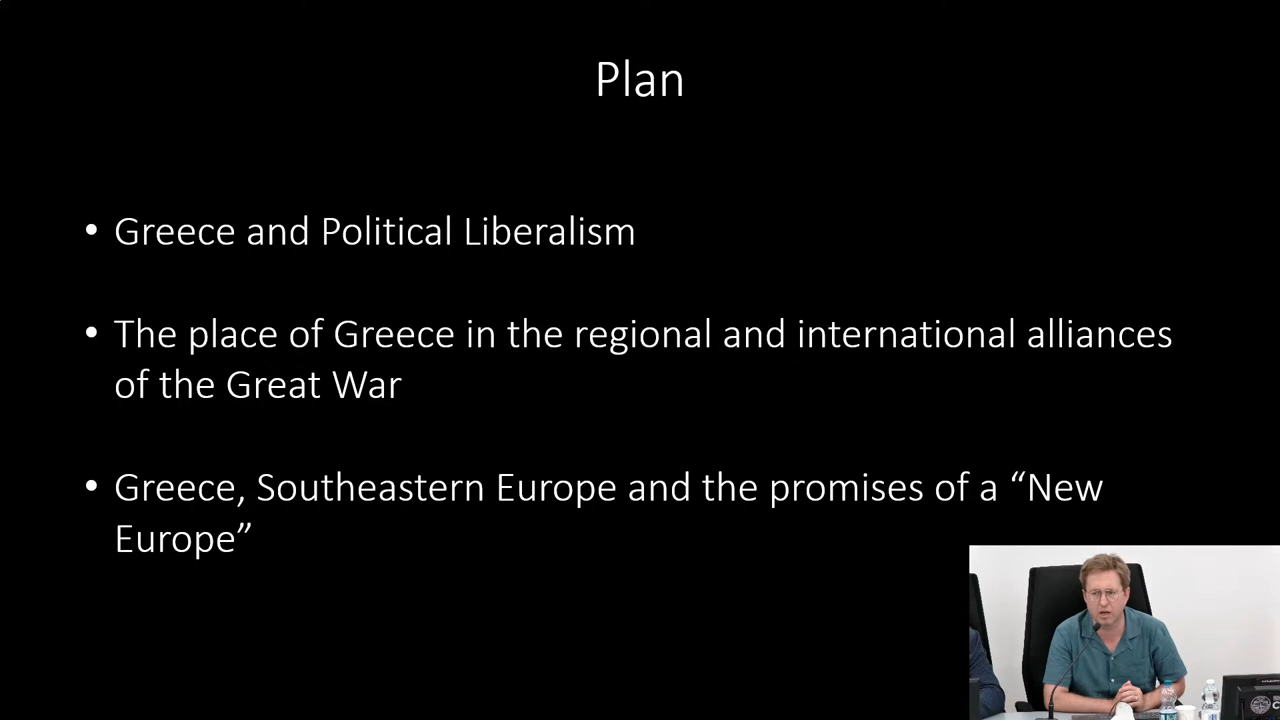 Plan
• Greece and Political Liberalism
• The place of Greece in the regional and international alliances
of the Great War
• Greece, Southeastern Europe and the promises of a “New
Europe”